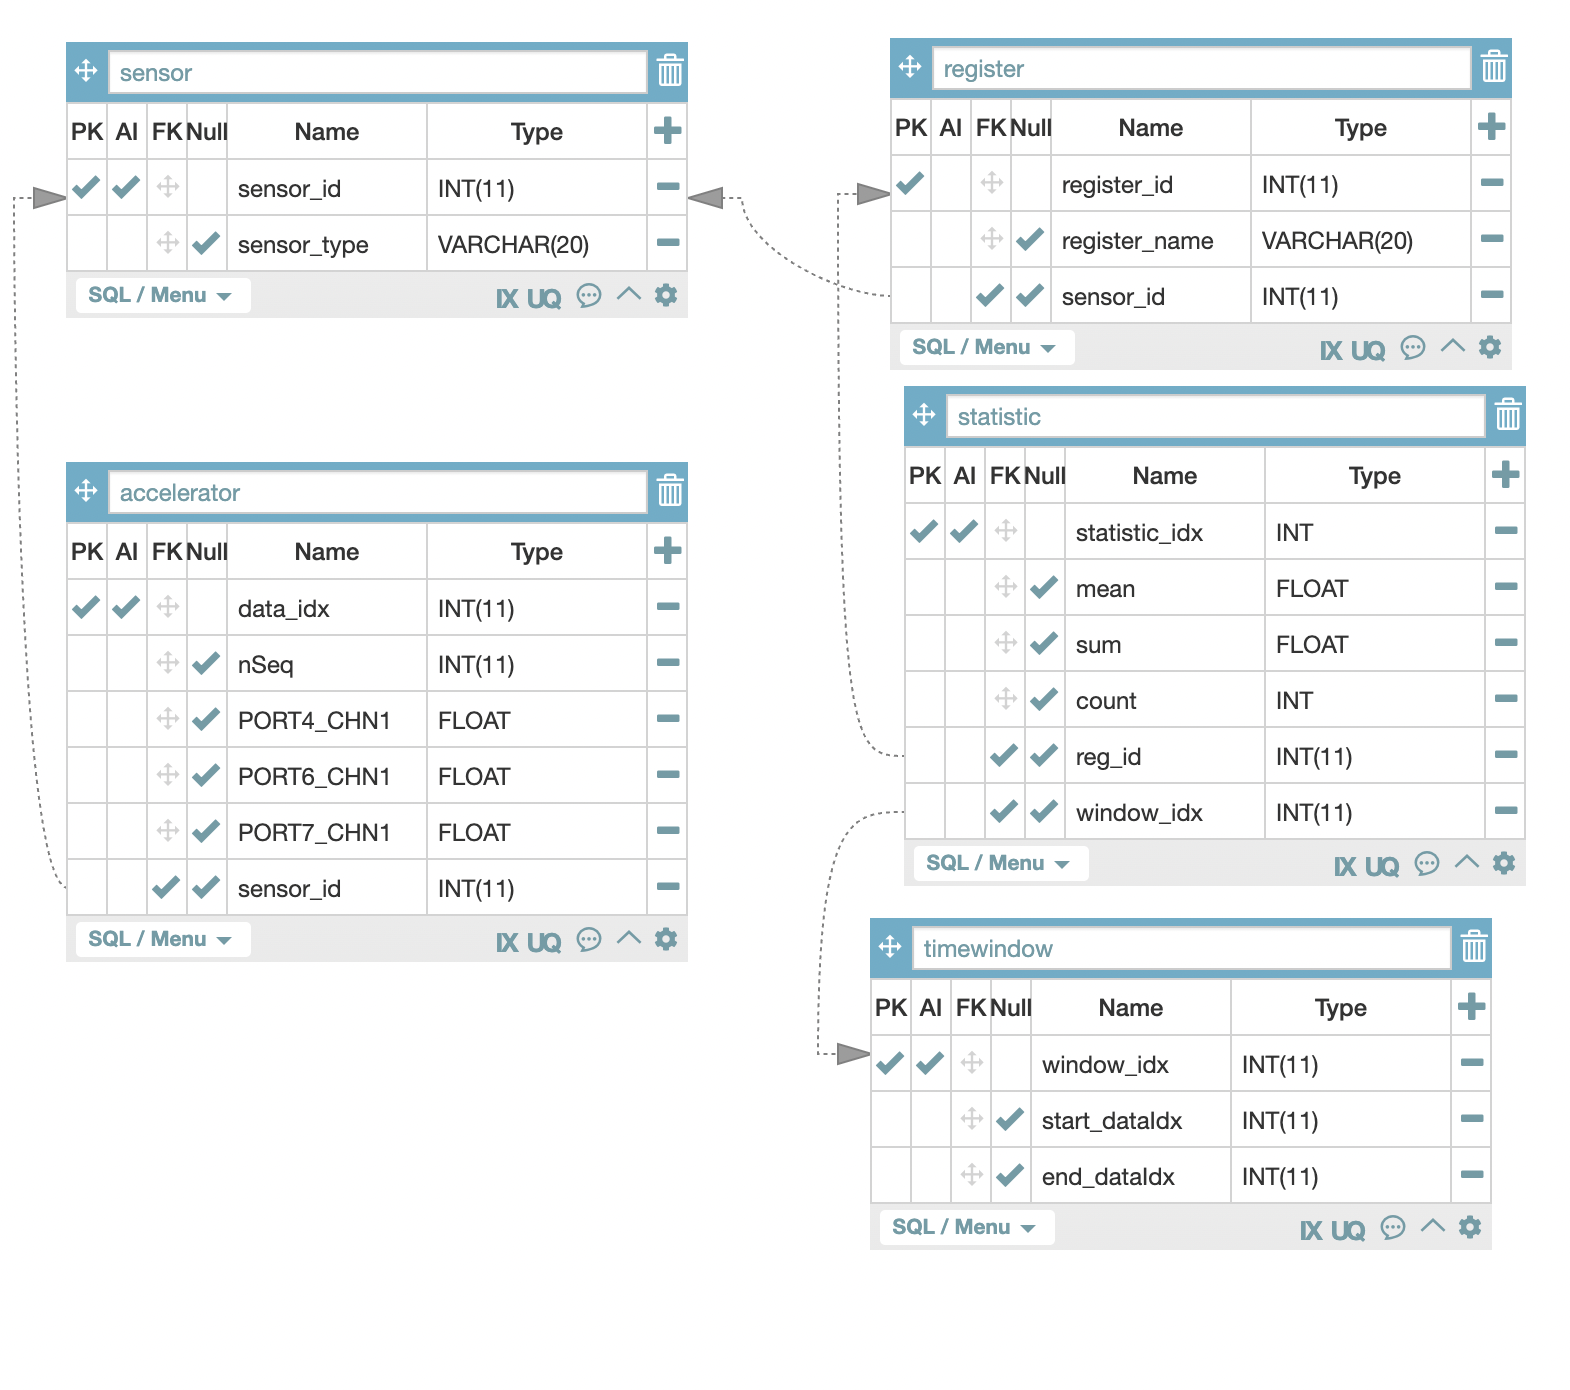 sensor
PK AI FK Null Name Type
sensor_id INT(11)
sensor_type VARCHAR(20)
SQL / Menu IX UQ
register
PK AI FK Null Name Type
register_id INT(11)
register_name VARCHAR(20)
sensor_id INT(11)
SQL / Menu IX UQ
accelerator
PK AI FK Null Name Type
data_idx INT(11)
nSeq INT(11)
PORT4_CHN1 FLOAT
PORT6_CHN1 FLOAT
PORT7_CHN1 FLOAT
sensor_id INT(11)
SQL / Menu IX UQ
statistic
PK AI FK Null Name Type
statistic_idx INT
mean FLOAT
sum FLOAT
count INT
reg_id INT(11)
window_idx INT(11)
SQL / Menu IX UQ
timewindow
PK AI FK Null Name Type
window_idx INT(11)
start_dataIdx INT(11)
end_dataIdx INT(11)
SQL / Menu IX UQ